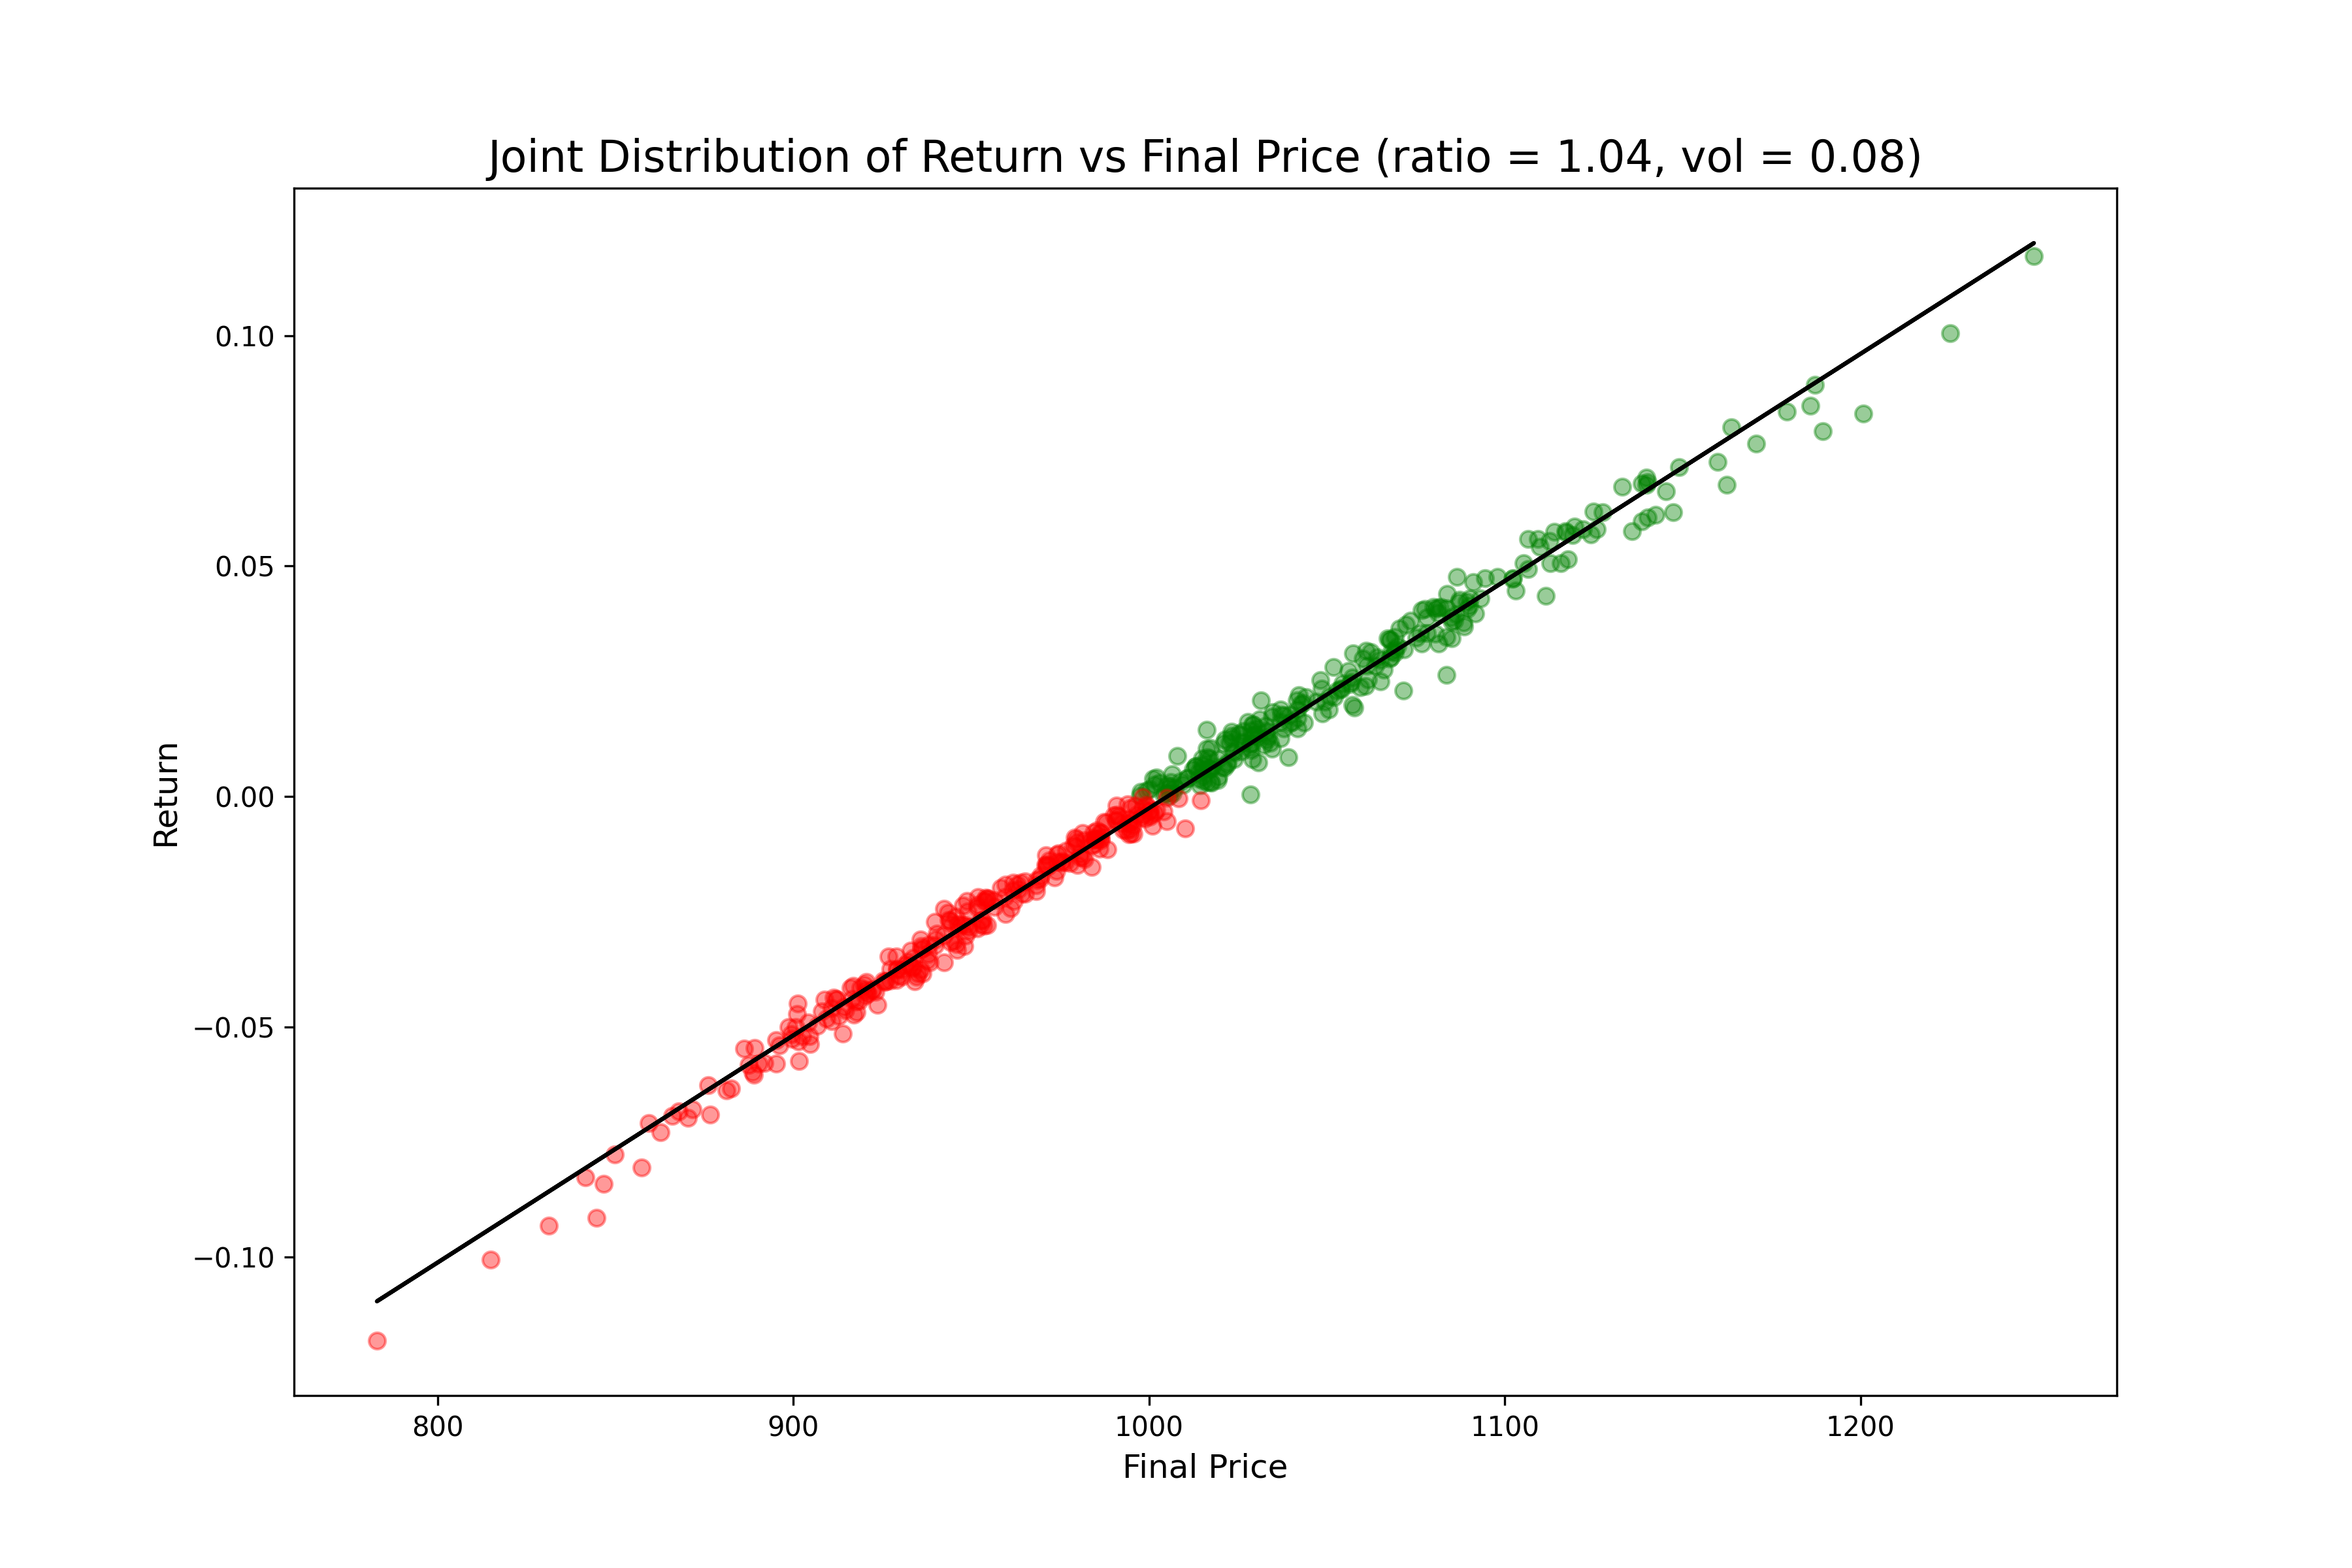 Joint Distribution of Return vs Final Price (ratio = 1.04, vol = 0.08)
Return
0.10
0.05
0.00
−0.05
−0.10
800 900 1000 1100 1200
Final Price